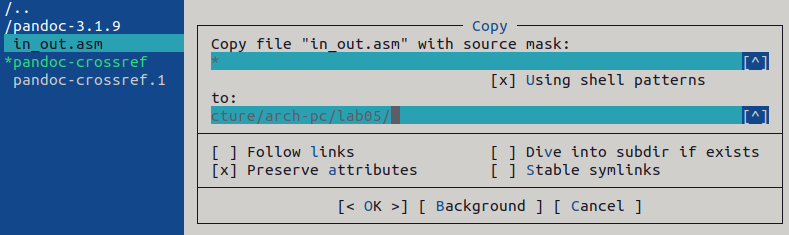 /..
/pandoc-3.1.9
in_out.asm
*pandoc-crossref
pandoc-crossref.1
Copy
Copy file "in_out.asm" with source mask:
* [^]
[x] Using shell patterns
to:
cture/arch-pc/lab05/ [^]
[ ] Follow links [ ] Dive into subdir if exists
[x] Preserve attributes [ ] Stable symlinks
[< OK >] [ Background ] [ Cancel ]